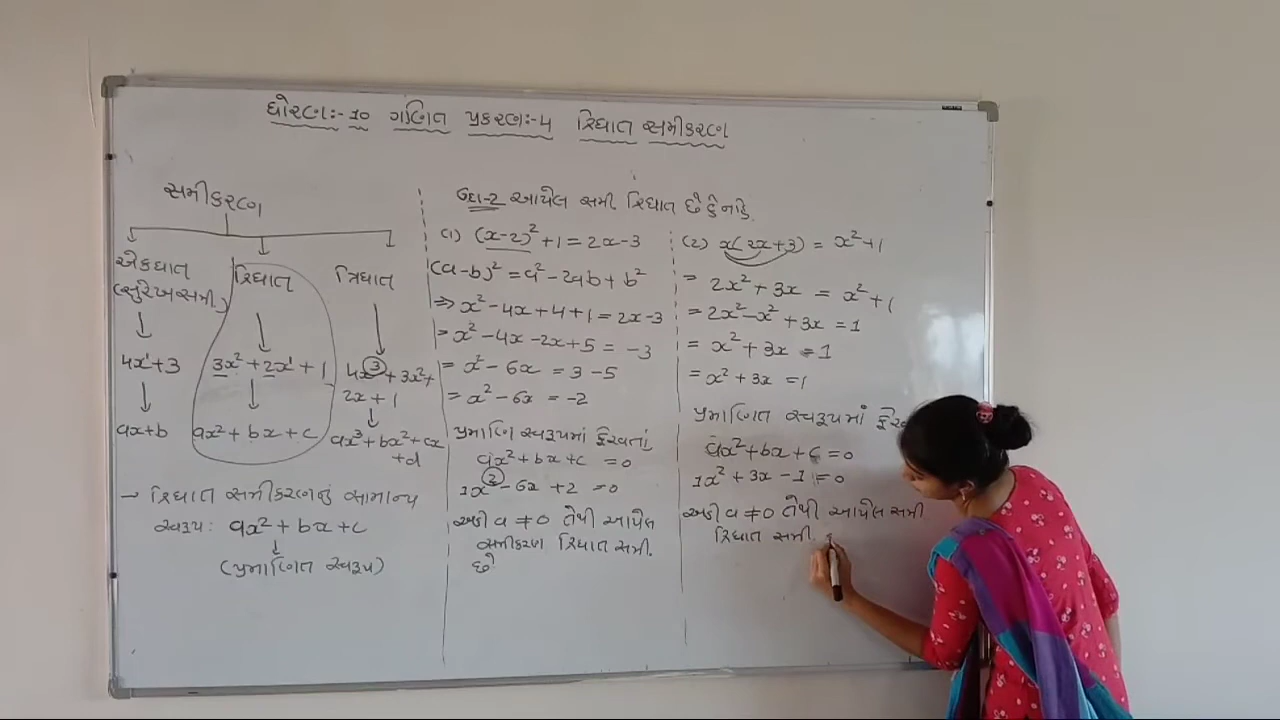 ધોરણ:- 10 ગણિત પ્રકરણ:-4 દ્વિઘાત સમીકરણ
સમીકરણ
એકઘાત દ્વિઘાત ત્રિઘાત
(સુરેખ સમી)
4x¹+3 3x²+2x¹+1 4x³+3x²+
2x+1
ax+b ax²+bx+c ax³+bx²+cx
+d
→ દ્વિઘાત સમીકરણનું સામાન્ય
સ્વરૂપ: ax²+bx+c
(પ્રમાણિત સ્વરૂપ)
ઉદા-2 આપેલ સમી દ્વિઘાત છે કે નહિ.
(1) (x-2)²+1=2x-3
(a-b)²=a²-2ab+b²
⇒ x²-4x+4+1=2x-3
= x²-4x-2x+5=-3
= x²-6x=3-5
= x²-6x=-2
પ્રમાણિ સ્વરૂપમાં ફેરવતાં
ax²+bx+c=0
1x²-6x+2=0
અહી a≠0 તેથી આપેલ
સમીકરણ દ્વિઘાત સમી.
છે
(2) x(2x+3)=x²+1
= 2x²+3x=x²+1
= 2x²-x²+3x=1
= x²+3x=1
= x²+3x=1
પ્રમાણિત સ્વરૂપમાં
ax²+bx+c=0
1x²+3x-1=0
અહી a≠0 તેથી આપેલ સમી
દ્વિઘાત સમી.